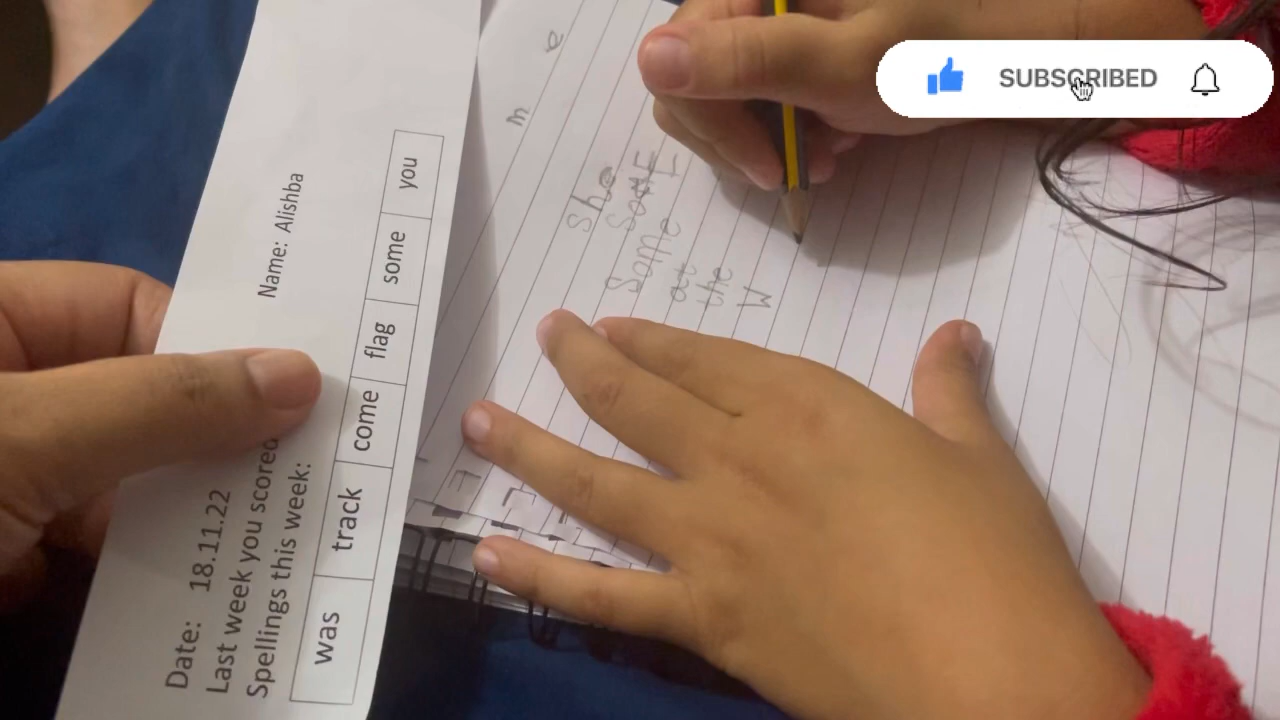 Name: Alishba
Date: 18.11.22
Last week you scored
Spellings this week:
was track come flag some you
m e
she
some
at
the
W
SUBSCRIBED